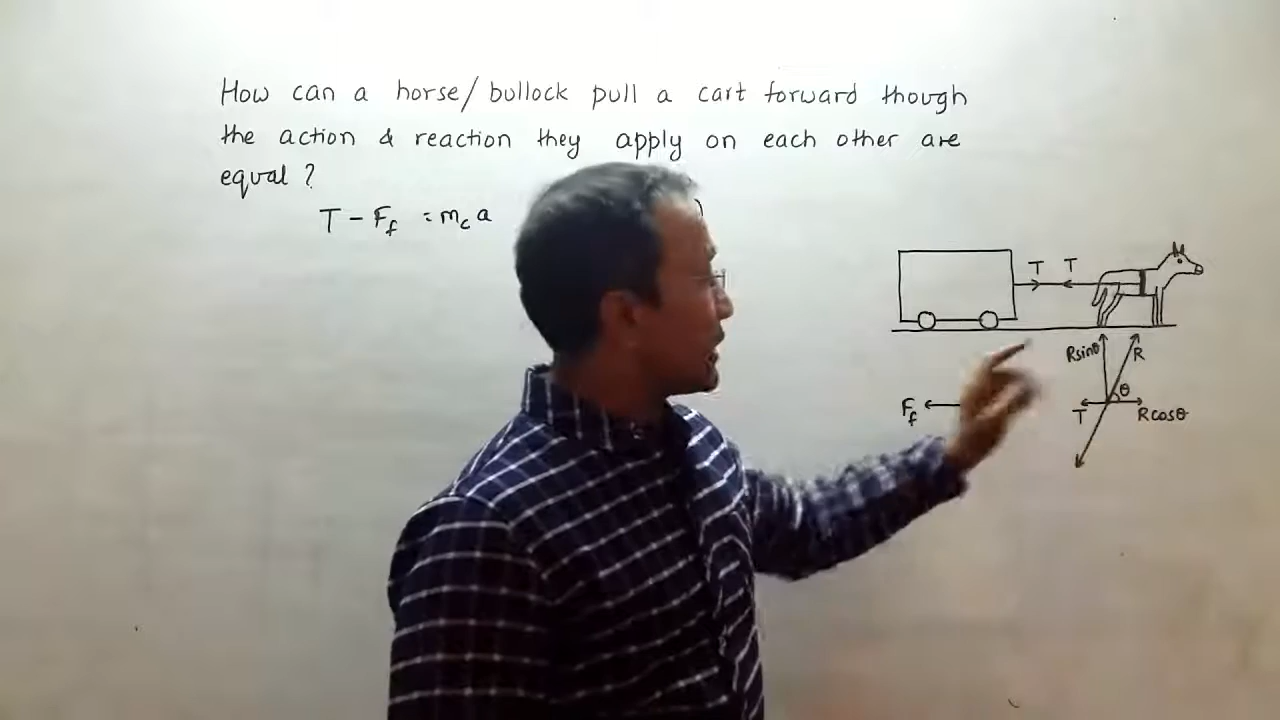 How can a horse/bullock pull a cart forward though
the action & reaction they apply on each other are
equal ?
T - F_f = m_c a
)
T T
Rsinθ R
θ
F_f T Rcosθ